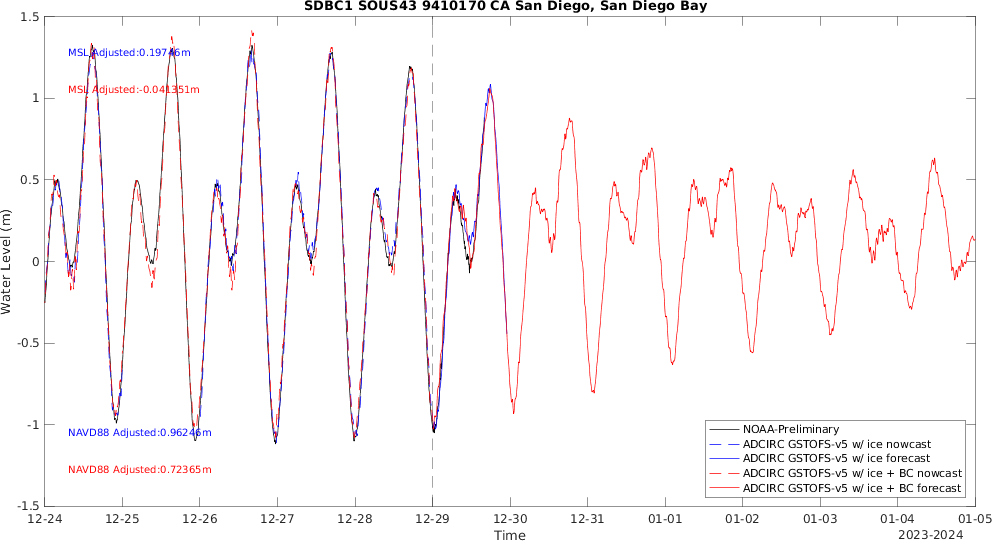 SDBC1 SOUS43 9410170 CA San Diego, San Diego Bay
1.5
MSL Adjusted:0.19746m
MSL Adjusted:-0.041351m
1
0.5
0
-0.5
-1
-1.5
Water Level (m)
NAVD88 Adjusted:0.96246m
NAVD88 Adjusted:0.72365m
NOAA-Preliminary
ADCIRC GSTOFS-v5 w/ ice nowcast
ADCIRC GSTOFS-v5 w/ ice forecast
ADCIRC GSTOFS-v5 w/ ice + BC nowcast
ADCIRC GSTOFS-v5 w/ ice + BC forecast
12-24 12-25 12-26 12-27 12-28 12-29 12-30 12-31 01-01 01-02 01-03 01-04 01-05
Time
2023-2024